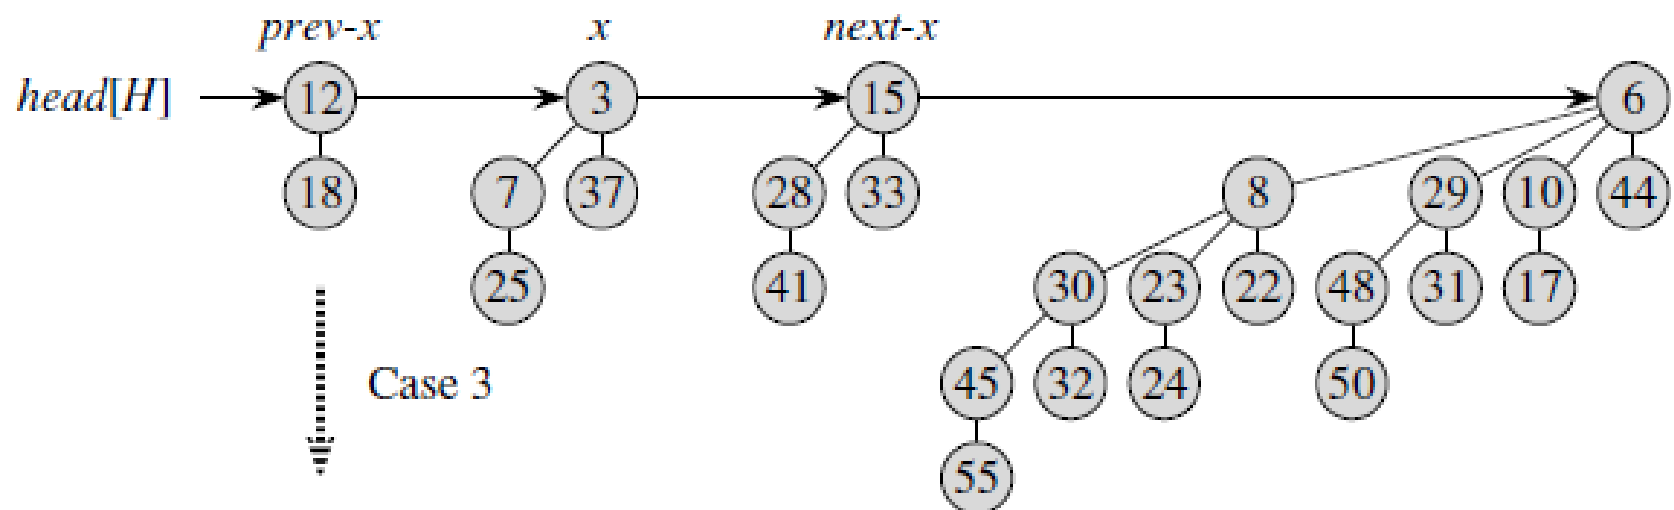 prev-x x next-x
head[H] 12 3 15 6
18 7 37 28 33 8 29 10 44
25 41 30 23 22 48 31 17
Case 3 45 32 24 50
55